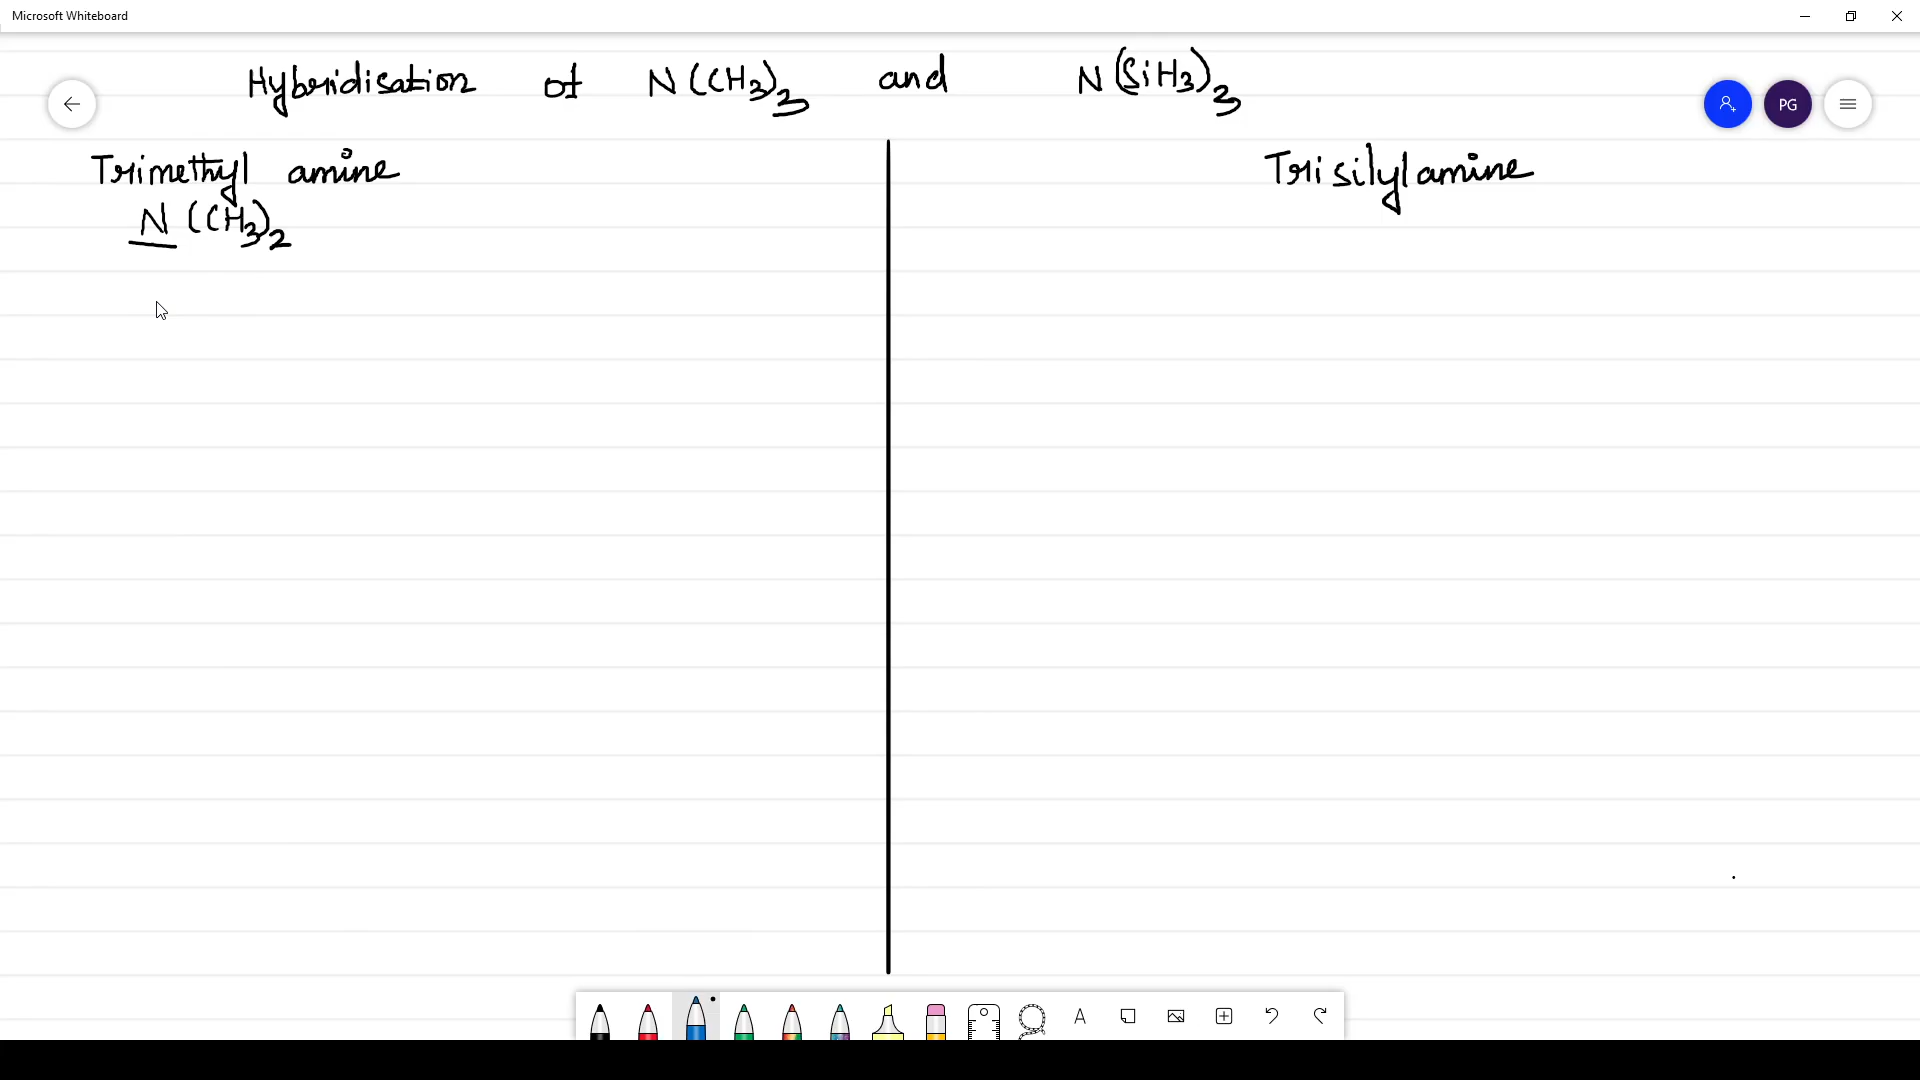 Microsoft Whiteboard
Hybridisation of N(CH3)3 and N(SiH3)3
PG
Trimethyl amine
N(CH3)2
Trisilylamine
A